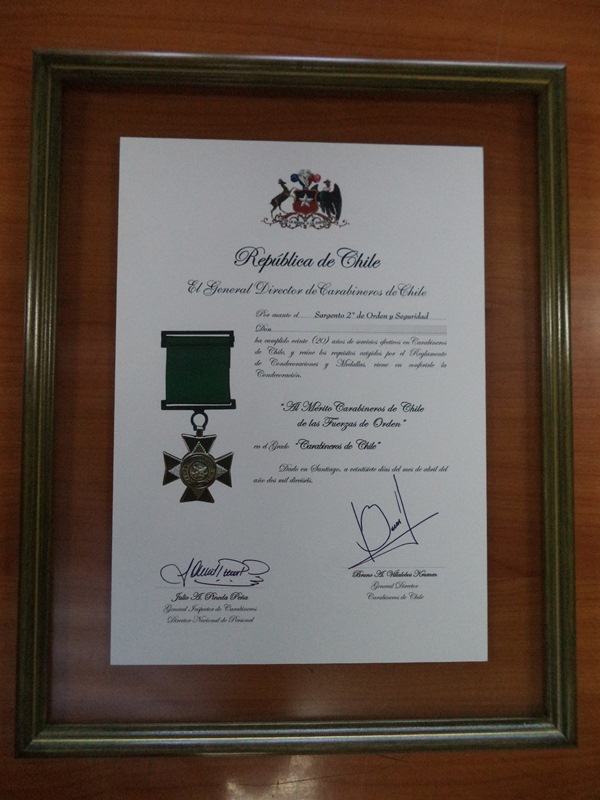 República de Chile
El General Director de Carabineros de Chile
Por cuanto el Sargento 2° de Orden y Seguridad
Don
ha cumplido veinte (20) años de servicios efectivos en Carabineros
de Chile, y reúne los requisitos exigidos por el Reglamento
de Condecoraciones y Medallas, viene en conferirle la
Condecoración.
"Al Mérito Carabineros de Chile
de las Fuerzas de Orden"
en el Grado "Carabineros de Chile"
Dado en Santiago, a veintisiete días del mes de abril del
año dos mil dieciséis.
Julio A. Pineda Peña
General Inspector de Carabineros
Director Nacional de Personal
Bruno A. Villalobos Krumm
General Director
Carabineros de Chile